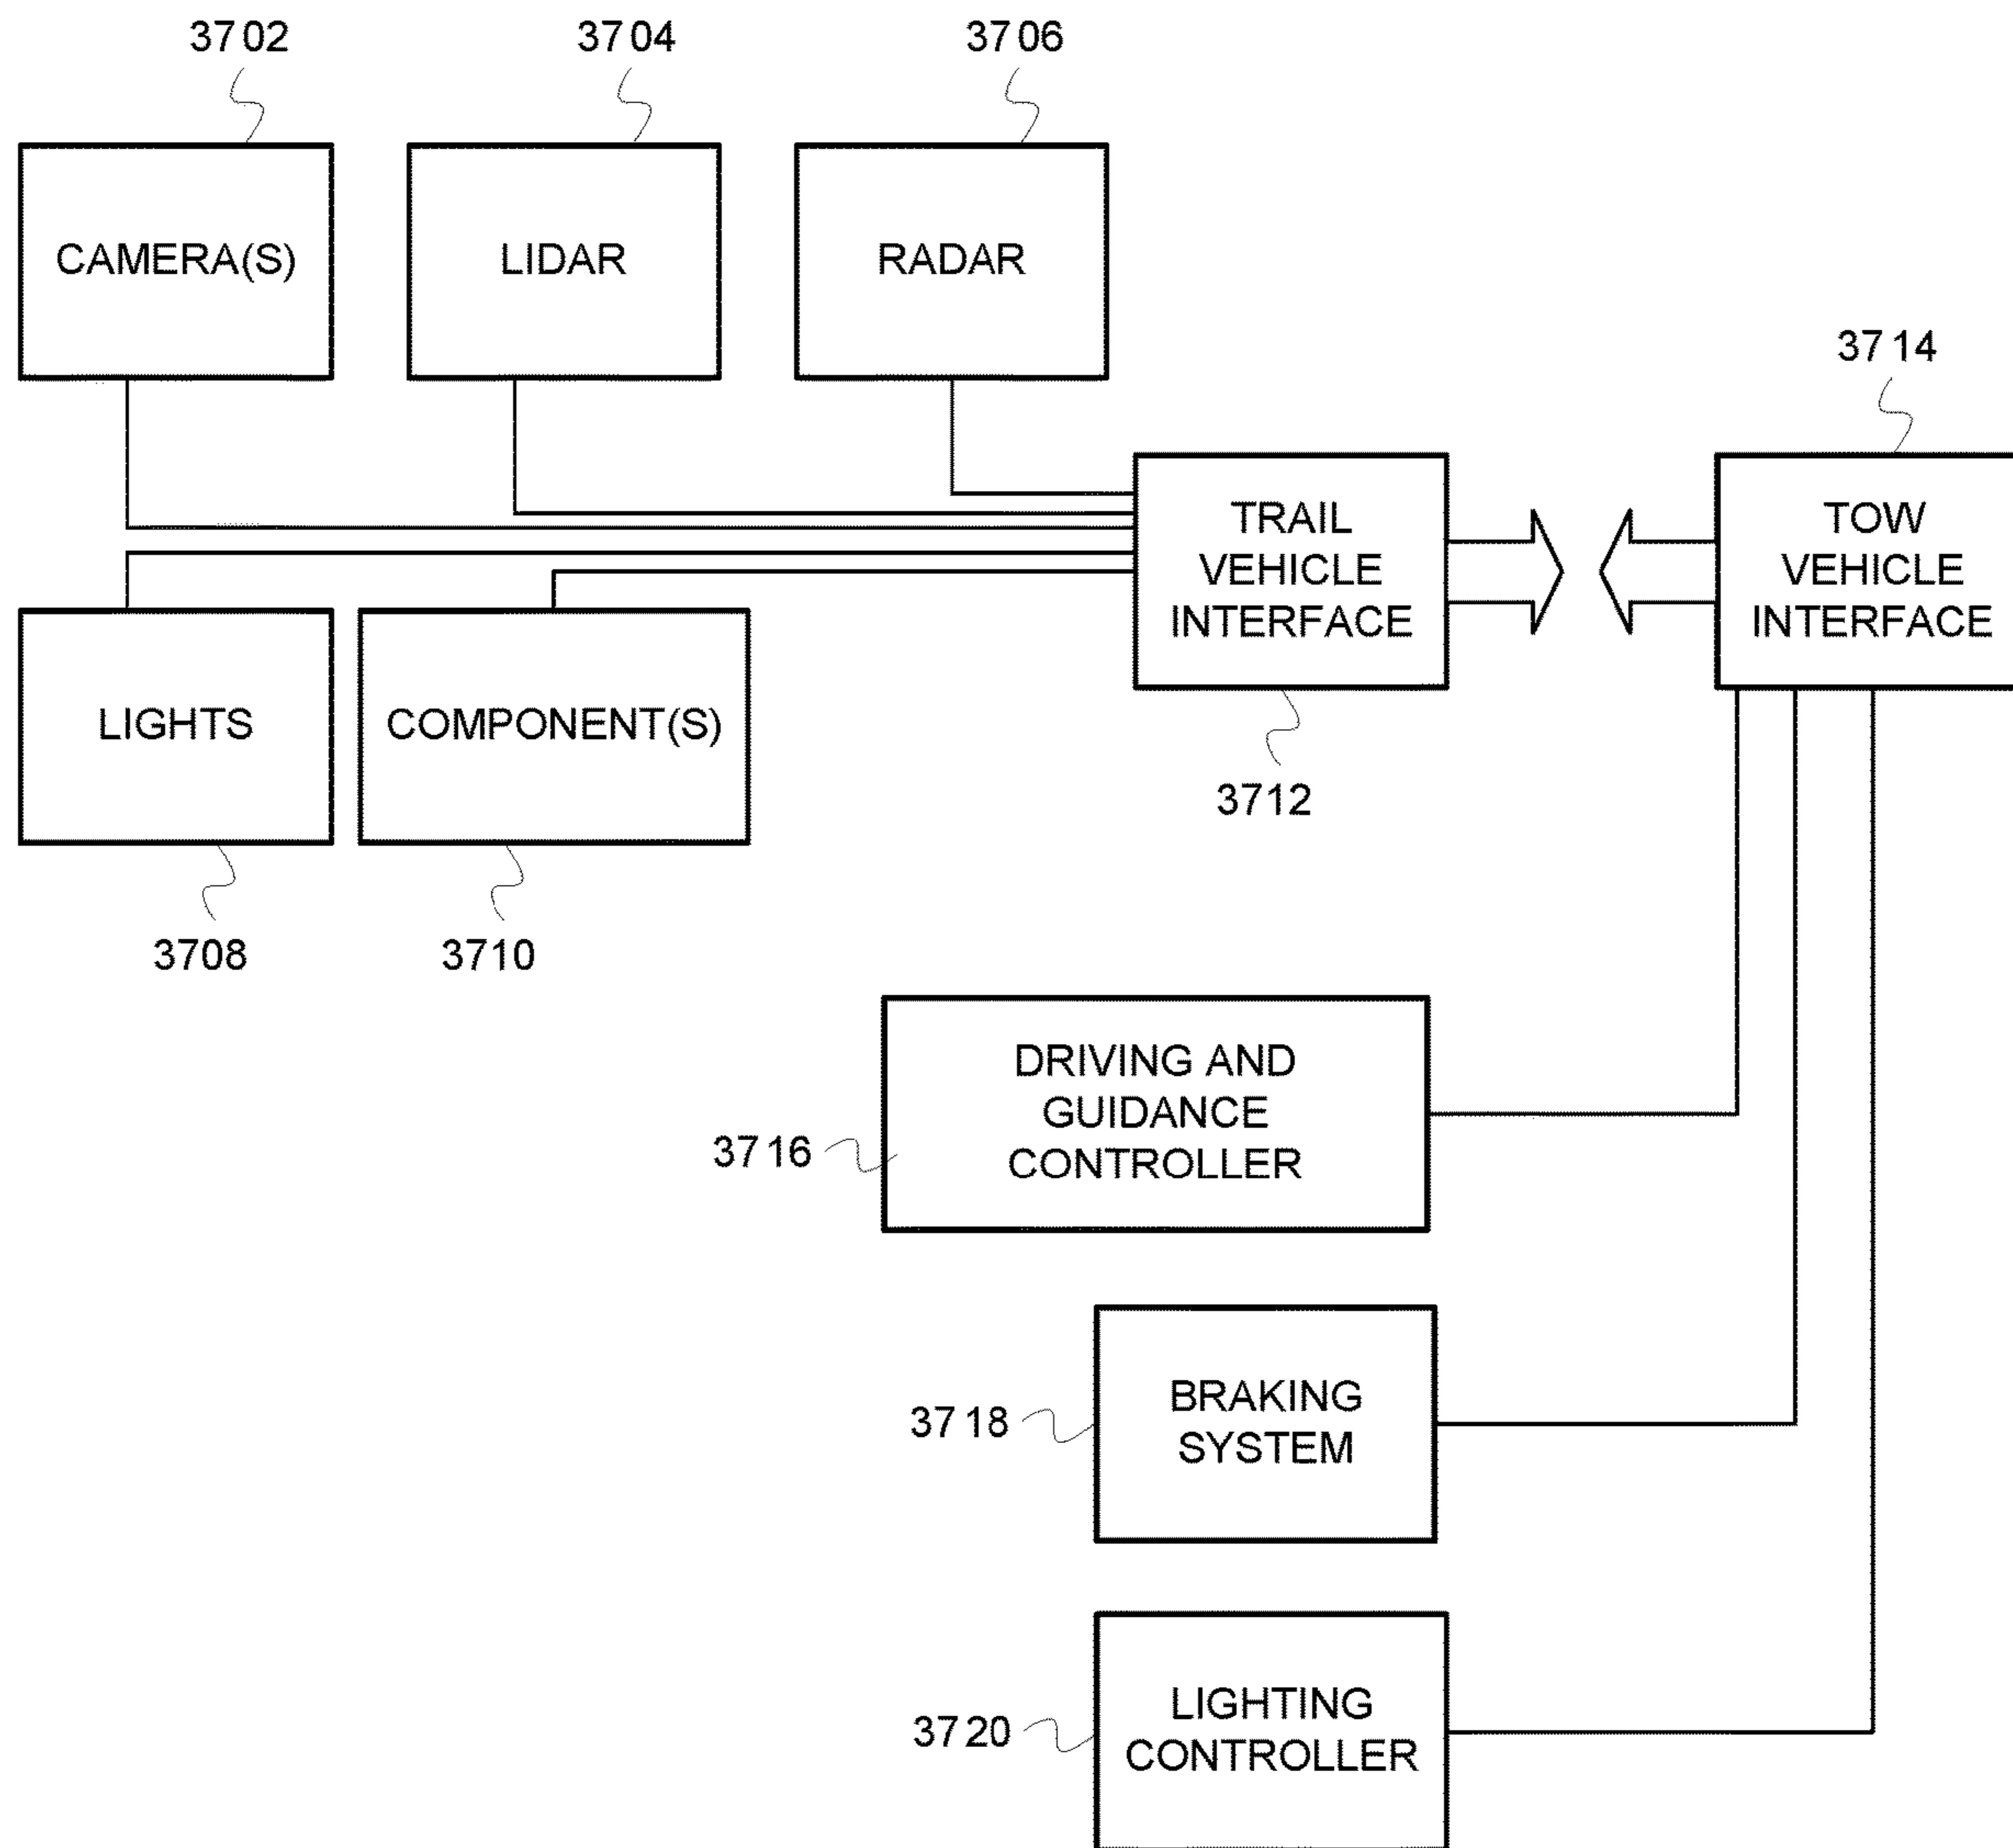 3702
3704
3706
CAMERA(S)
LIDAR
RADAR
3714
TRAIL
VEHICLE
INTERFACE
TOW
VEHICLE
INTERFACE
LIGHTS
COMPONENT(S)
3712
3708
3710
DRIVING AND
GUIDANCE
CONTROLLER
3716
BRAKING
SYSTEM
3718
LIGHTING
CONTROLLER
3720